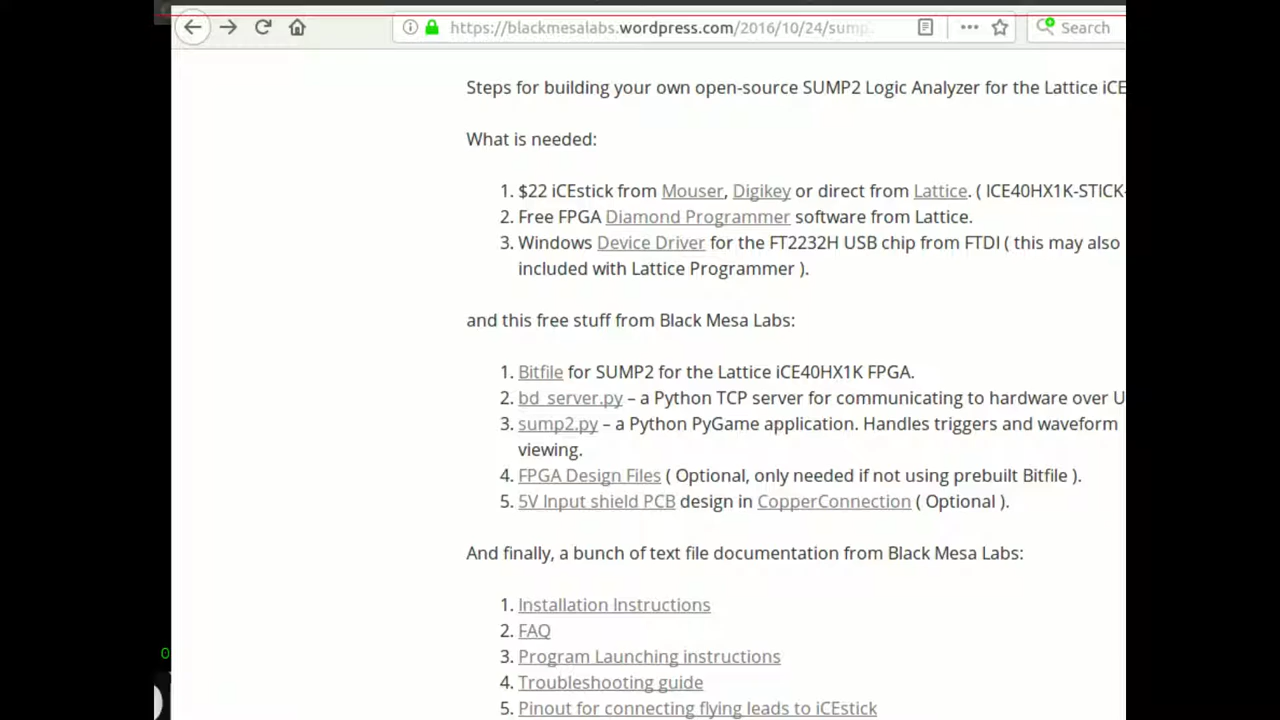 https://blackmesalabs.wordpress.com/2016/10/24/sump
Search
Steps for building your own open-source SUMP2 Logic Analyzer for the Lattice iCE
What is needed:
1. $22 iCEstick from Mouser, Digikey or direct from Lattice. ( ICE40HX1K-STICK-
2. Free FPGA Diamond Programmer software from Lattice.
3. Windows Device Driver for the FT2232H USB chip from FTDI ( this may also
included with Lattice Programmer ).
and this free stuff from Black Mesa Labs:
1. Bitfile for SUMP2 for the Lattice iCE40HX1K FPGA.
2. bd_server.py – a Python TCP server for communicating to hardware over U
3. sump2.py – a Python PyGame application. Handles triggers and waveform
viewing.
4. FPGA Design Files ( Optional, only needed if not using prebuilt Bitfile ).
5. 5V Input shield PCB design in CopperConnection ( Optional ).
And finally, a bunch of text file documentation from Black Mesa Labs:
1. Installation Instructions
2. FAQ
0
3. Program Launching instructions
4. Troubleshooting guide
5. Pinout for connecting flying leads to iCEstick